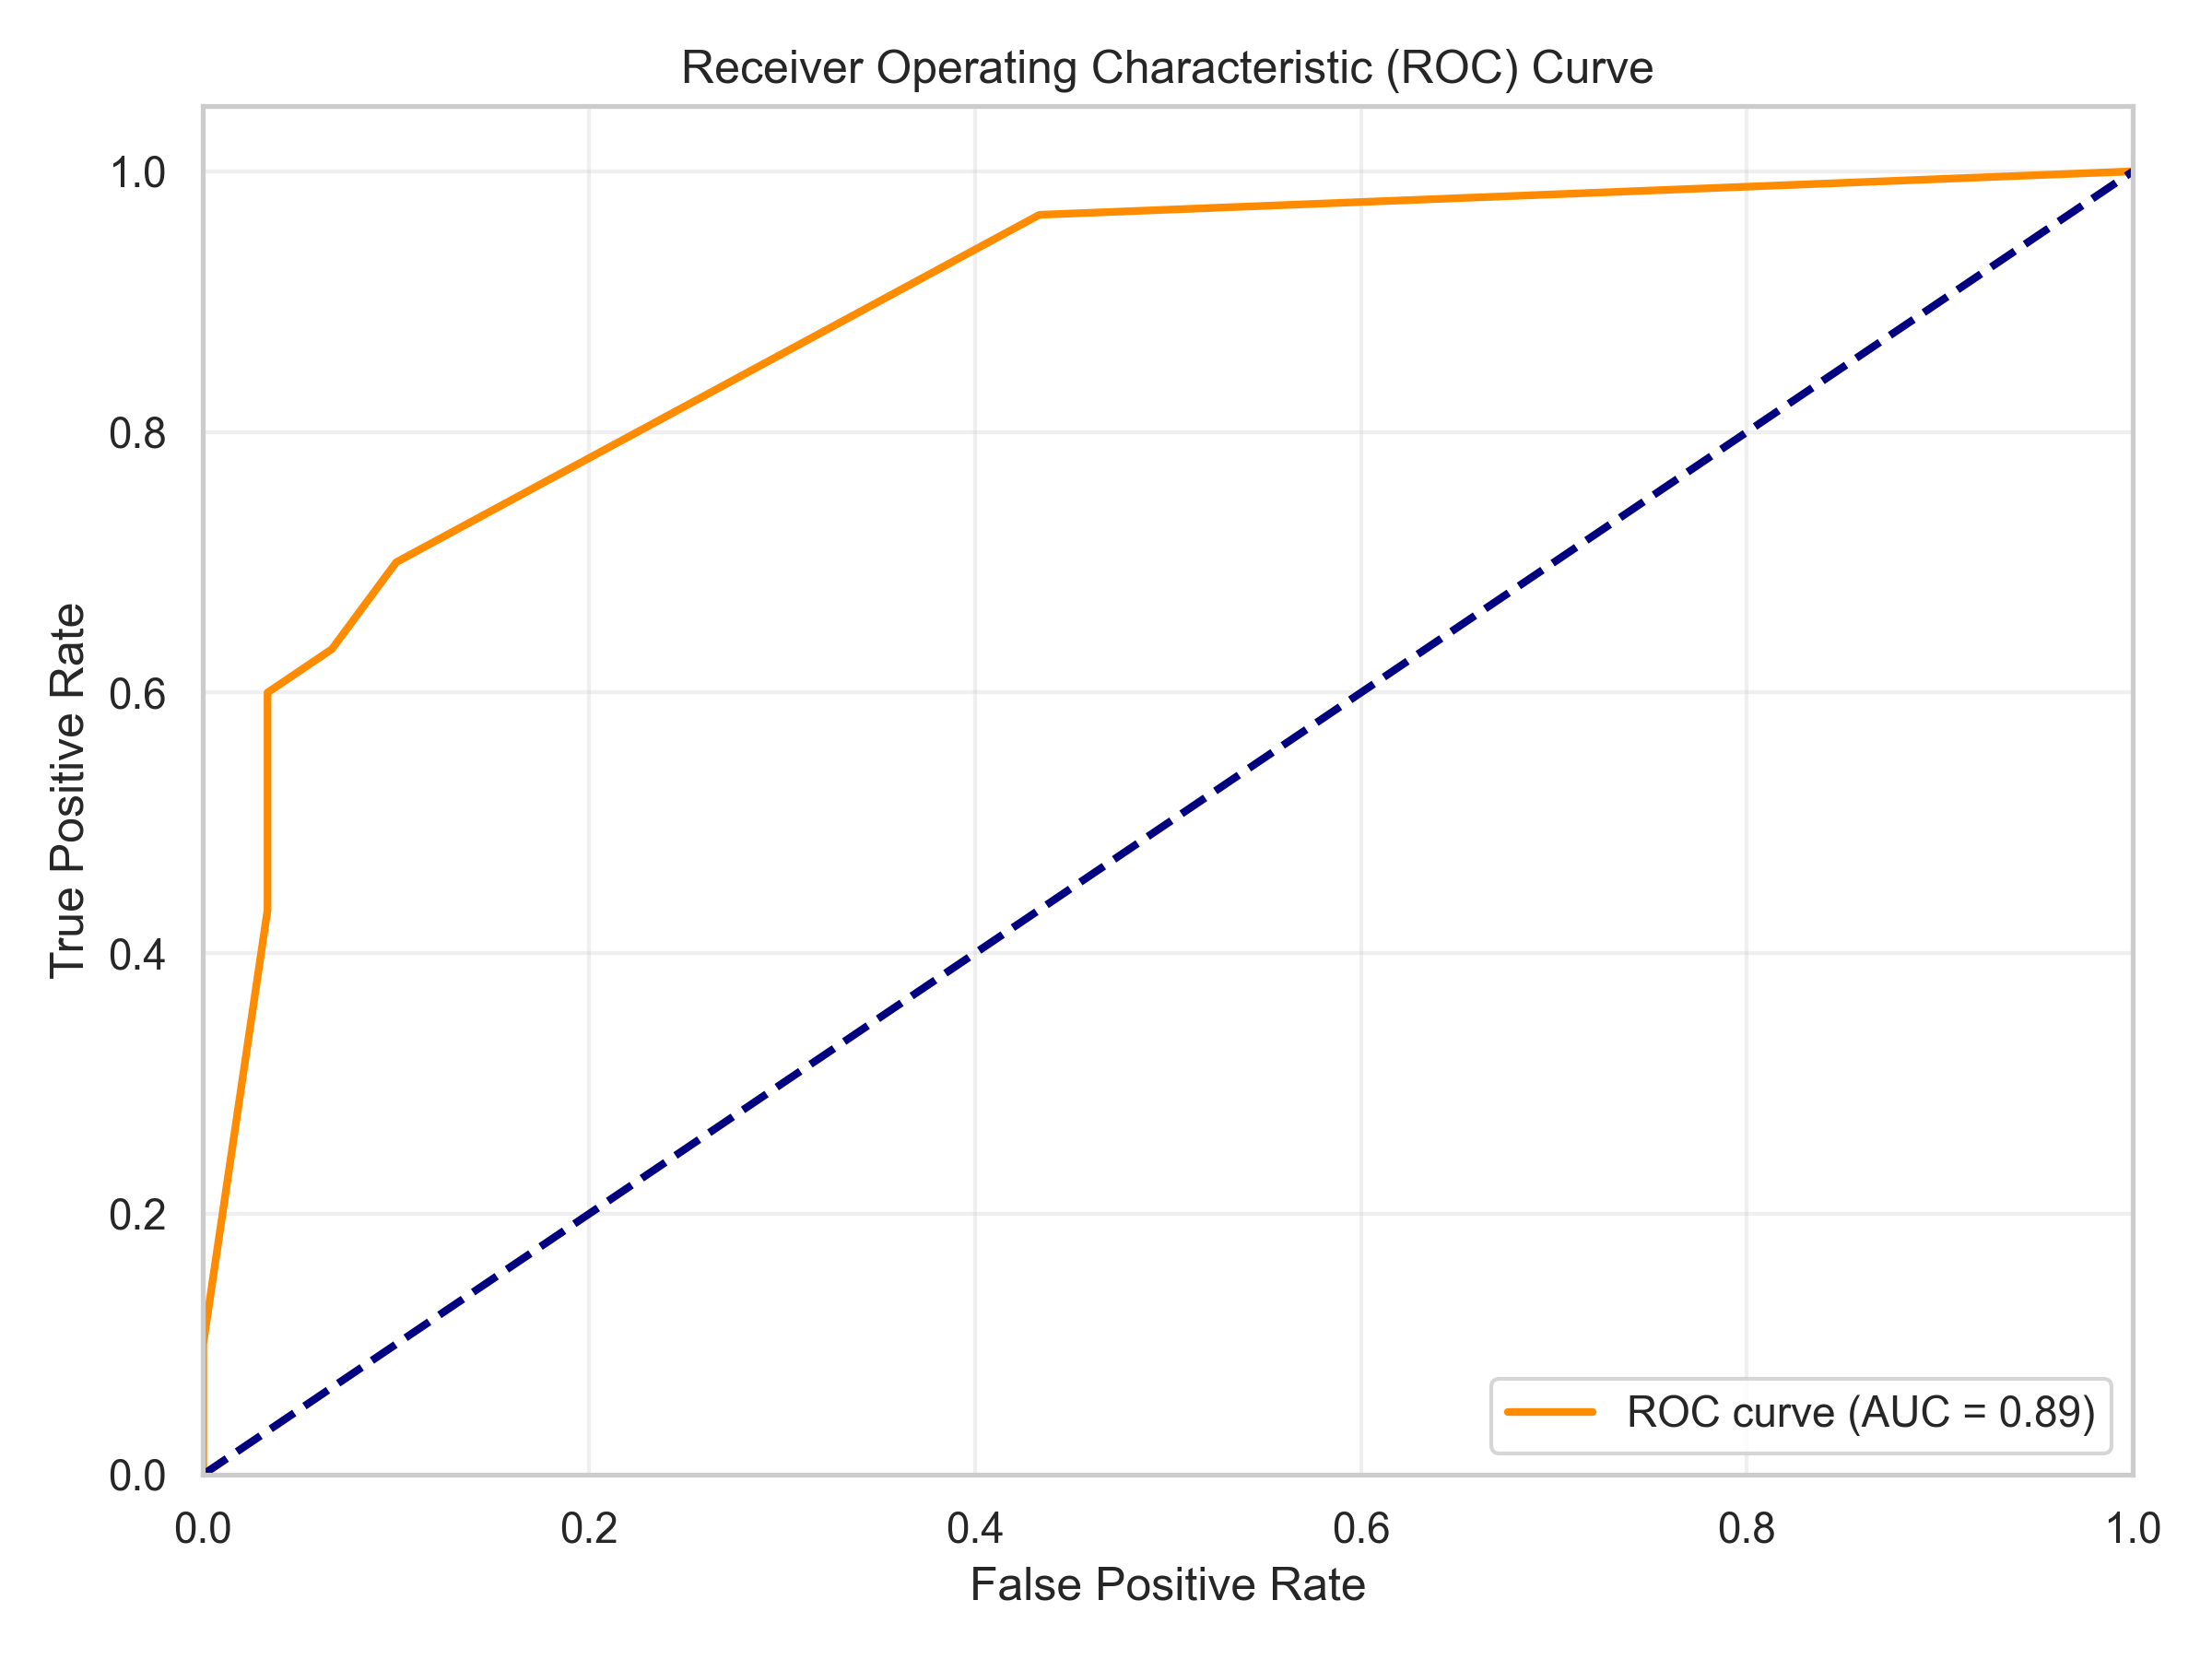 Receiver Operating Characteristic (ROC) Curve
1.0
0.8
0.6
0.4
0.2
0.0
True Positive Rate
0.0 0.2 0.4 0.6 0.8 1.0
False Positive Rate
ROC curve (AUC = 0.89)